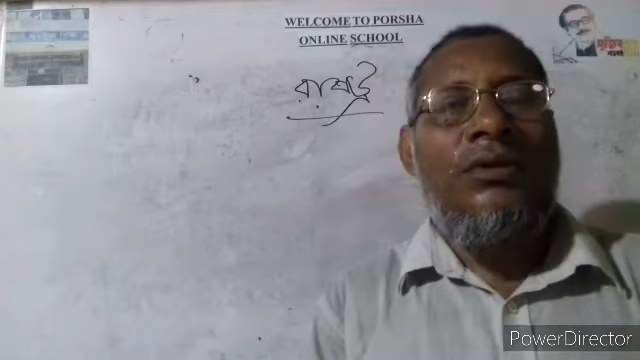 WELCOME TO PORSHA
ONLINE SCHOOL
রাষ্ট্র
PowerDirector